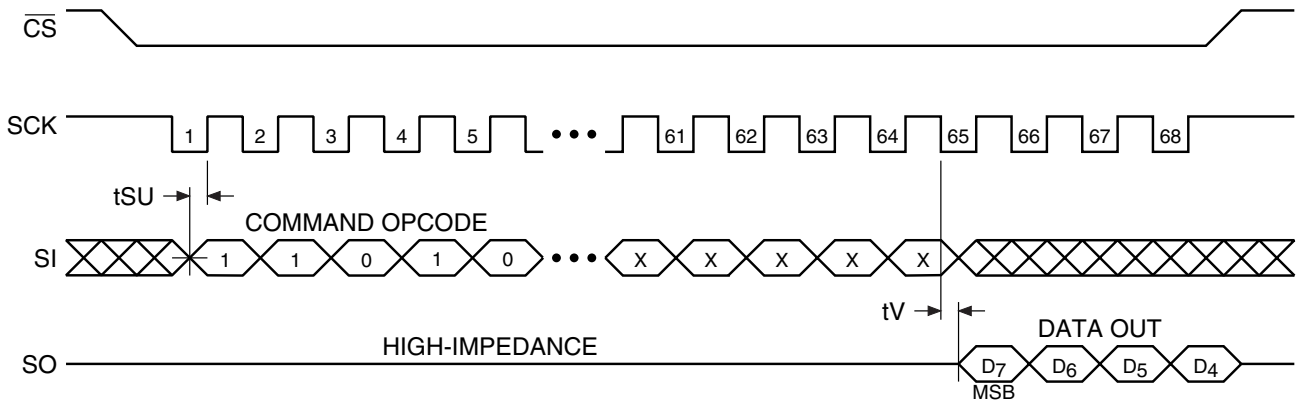 CS
SCK 1 2 3 4 5 ••• 61 62 63 64 65 66 67 68
tSU
COMMAND OPCODE
SI 1 1 0 1 0 ••• X X X X X
tV
HIGH-IMPEDANCE
DATA OUT
SO D7 D6 D5 D4
MSB